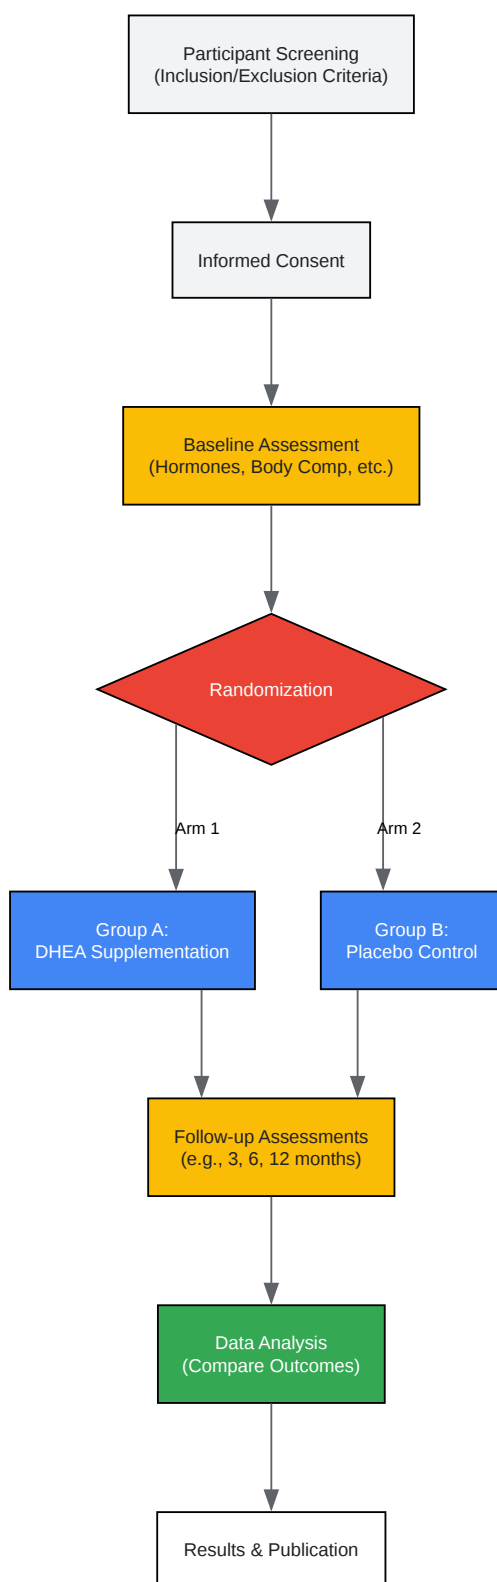 Participant Screening
(Inclusion/Exclusion Criteria)
Informed Consent
Baseline Assessment
(Hormones, Body Comp, etc.)
Randomization
Arm 1
Arm 2
Group A:
DHEA Supplementation
Group B:
Placebo Control
Follow-up Assessments
(e.g., 3, 6, 12 months)
Data Analysis
(Compare Outcomes)
Results & Publication